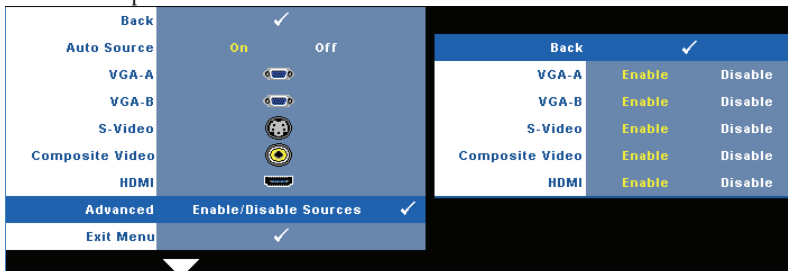 Back ✓
Auto Source On Off
VGA-A
VGA-B
S-Video
Composite Video
HDMI
Advanced Enable/Disable Sources ✓
Exit Menu ✓
Back ✓
VGA-A Enable Disable
VGA-B Enable Disable
S-Video Enable Disable
Composite Video Enable Disable
HDMI Enable Disable